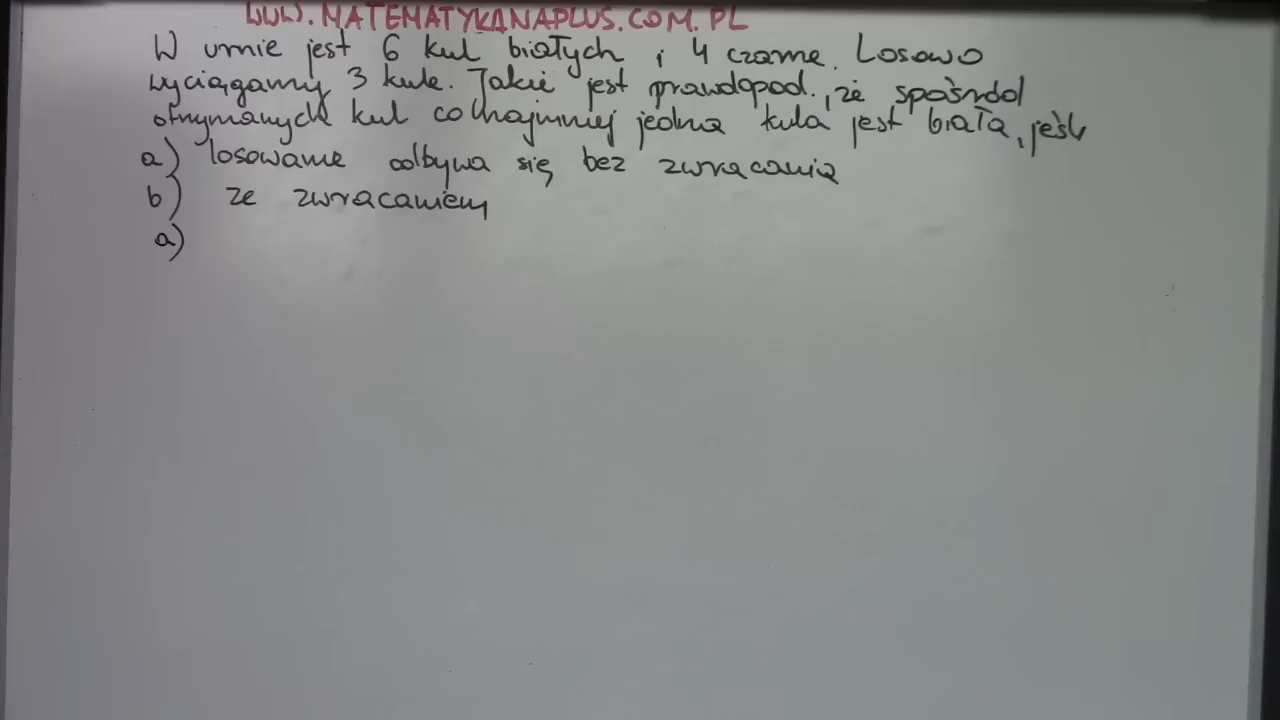 WWW.MATEMATYKANAPLUS.COM.PL
W urnie jest 6 kul białych i 4 czarne. Losowo
wyciągamy 3 kule. Jakie jest prawdopod., że spośród
otrzymanych kul co najmniej jedna kula jest biała, jeśli
a) losowanie odbywa się bez zwracania
b) ze zwracaniem
a)